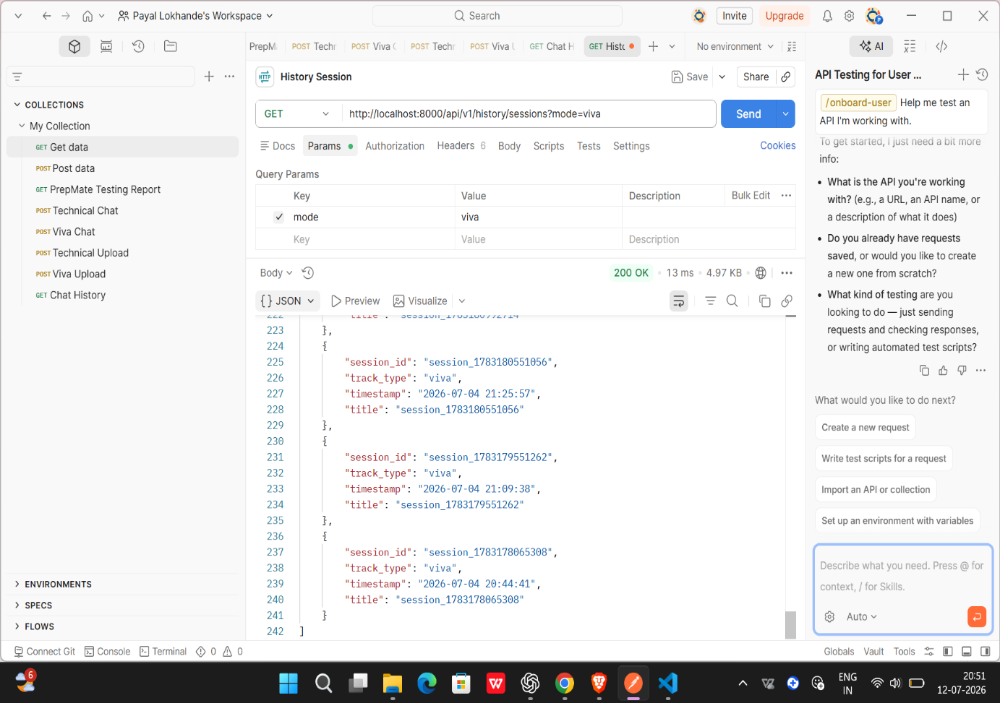 Payal Lokhande's Workspace
Search
Invite
Upgrade
PrepM
POST Techr
POST Viva (
POST Techr
POST Viva l
GET Chat H
GET Histc
No environment
AI
HTTP
History Session
Save
Share
API Testing for User ...
GET
http://localhost:8000/api/v1/history/sessions?mode=viva
Send
/onboard-user Help me test an
API I'm working with.
COLLECTIONS
My Collection
GET Get data
POST Post data
GET PrepMate Testing Report
POST Technical Chat
POST Viva Chat
POST Technical Upload
POST Viva Upload
GET Chat History
ENVIRONMENTS
SPECS
FLOWS
Docs
Params
Authorization
Headers 6
Body
Scripts
Tests
Settings
Cookies
Query Params
Key Value Description Bulk Edit
mode viva
Key Value Description
Body
200 OK
13 ms
4.97 KB
{} JSON
Preview
Visualize
222 "title": "session_1783180992714"
223 },
224 {
225 "session_id": "session_1783180551056",
226 "track_type": "viva",
227 "timestamp": "2026-07-04 21:25:57",
228 "title": "session_1783180551056"
229 },
230 {
231 "session_id": "session_1783179551262",
232 "track_type": "viva",
233 "timestamp": "2026-07-04 21:09:38",
234 "title": "session_1783179551262"
235 },
236 {
237 "session_id": "session_1783178065308",
238 "track_type": "viva",
239 "timestamp": "2026-07-04 20:44:41",
240 "title": "session_1783178065308"
241 }
242 ]
To get started, I just need a bit more
info:
• What is the API you're working
with? (e.g., a URL, an API name, or
a description of what it does)
• Do you already have requests
saved, or would you like to create
a new one from scratch?
• What kind of testing are you
looking to do — just sending
requests and checking responses,
or writing automated test scripts?
What would you like to do next?
Create a new request
Write test scripts for a request
Import an API or collection
Set up an environment with variables
Describe what you need. Press @ for
context, / for Skills.
Auto
Connect Git
Console
Terminal
0
0
Globals
Vault
Tools
6
ENG
IN
20:51
12-07-2026